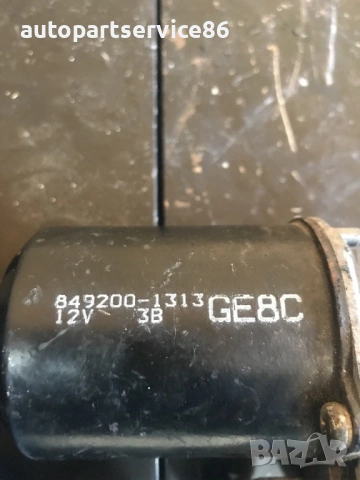 autopartservice86
849200-1313 GE8C
12V 3B
BAZAR